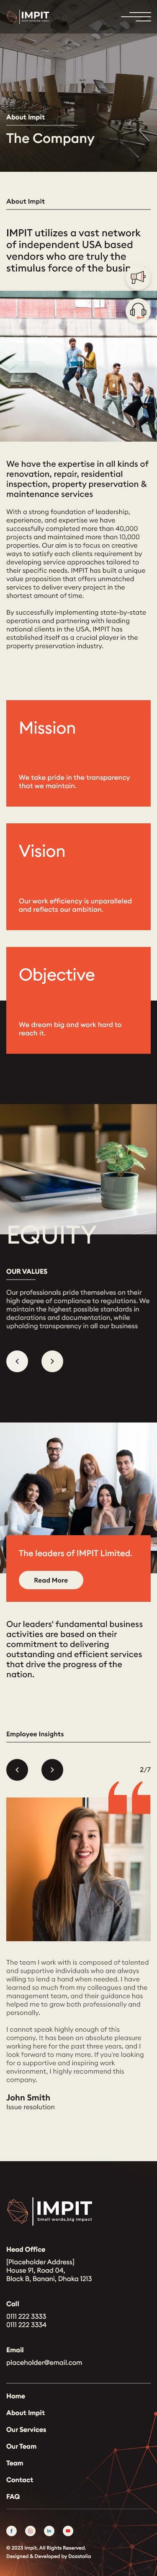 IMPIT
About Impit
The Company
About Impit
IMPIT utilizes a vast network
of independent USA based
vendors who are truly the
stimulus force of the busin
We have the expertise in all kinds of
renovation, repair, residential
inspection, property preservation &
maintenance services
With a strong foundation of leadership,
experience, and expertise we have
successfully completed more than 40,000
projects and maintained more than 10,000
properties. Our aim is to focus on creative
ways to satisfy each clients requirement by
developing service approaches tailored to
their specific needs. IMPIT has built a unique
value proposition that offers unmatched
services to deliver every project in the
shortest amount of time.
By successfully implementing state-by-state
operations and partnering with leading
national clients in the USA, IMPIT has
established itself as a crucial player in the
property preservation industry.
Mission
We take pride in the transparency
that we maintain.
Vision
Our work efficiency is unparalleled
and reflects our ambition.
Objective
We dream big and work hard to
reach it.
EQUITY
OUR VALUES
Our professionals pride themselves on their
high degree of compliance to regulations. We
maintain the highest possible standards in
declarations and documentation, while
upholding transparency in all our business
The leaders of IMPIT Limited.
Read More
Our leaders' fundamental business
activities are based on their
commitment to delivering
outstanding and efficient services
that drive the progress of the
nation.
Employee Insights
2/7
The team I work with is composed of talented
and supportive individuals who are always
willing to lend a hand when needed. I have
learned so much from my colleagues and the
management team, and their guidance has
helped me to grow both professionally and
personally.
I cannot speak highly enough of this
company. It has been an absolute pleasure
working here for the past three years, and I
look forward to many more. If you're looking
for a supportive and inspiring work
environment, I highly recommend this
company.
John Smith
Issue resolution
IMPIT
Small words,big impact
Head Office
[Placeholder Address]
House 91, Road 04,
Block B, Banani, Dhaka 1213
Call
0111 222 3333
0111 222 3334
Email
placeholder@email.com
Home
About Impit
Our Services
Our Team
Team
Contact
FAQ
© 2023 Impit, All Rights Reserved.
Designed & Developed by Dcastalia